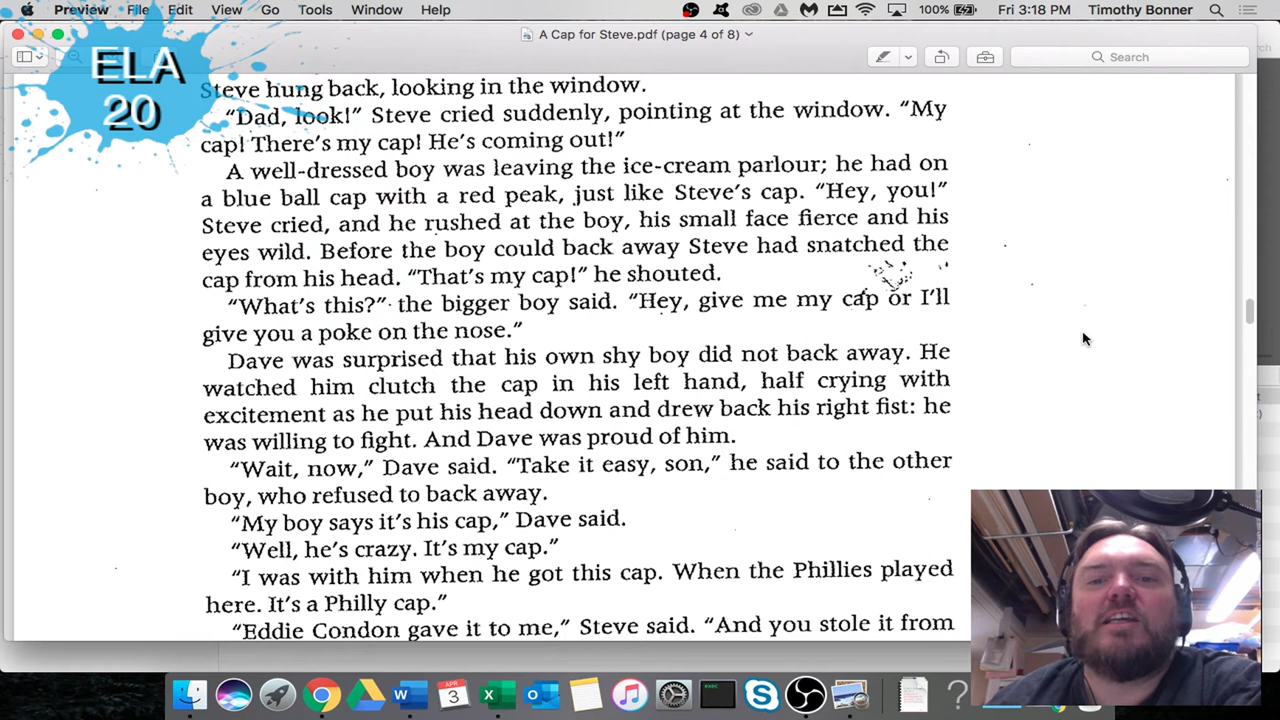 Preview File Edit View Go Tools Window Help 100% Fri 3:18 PM Timothy Bonner
A Cap for Steve.pdf (page 4 of 8)
Search
ELA
20
Steve hung back, looking in the window.
“Dad, look!” Steve cried suddenly, pointing at the window. “My
cap! There’s my cap! He’s coming out!”
A well-dressed boy was leaving the ice-cream parlour; he had on
a blue ball cap with a red peak, just like Steve’s cap. “Hey, you!”
Steve cried, and he rushed at the boy, his small face fierce and his
eyes wild. Before the boy could back away Steve had snatched the
cap from his head. “That’s my cap!” he shouted.
“What’s this?” the bigger boy said. “Hey, give me my cap or I’ll
give you a poke on the nose.”
Dave was surprised that his own shy boy did not back away. He
watched him clutch the cap in his left hand, half crying with
excitement as he put his head down and drew back his right fist: he
was willing to fight. And Dave was proud of him.
“Wait, now,” Dave said. “Take it easy, son,” he said to the other
boy, who refused to back away.
“My boy says it’s his cap,” Dave said.
“Well, he’s crazy. It’s my cap.”
“I was with him when he got this cap. When the Phillies played
here. It’s a Philly cap.”
“Eddie Condon gave it to me,” Steve said. “And you stole it from
APR
3